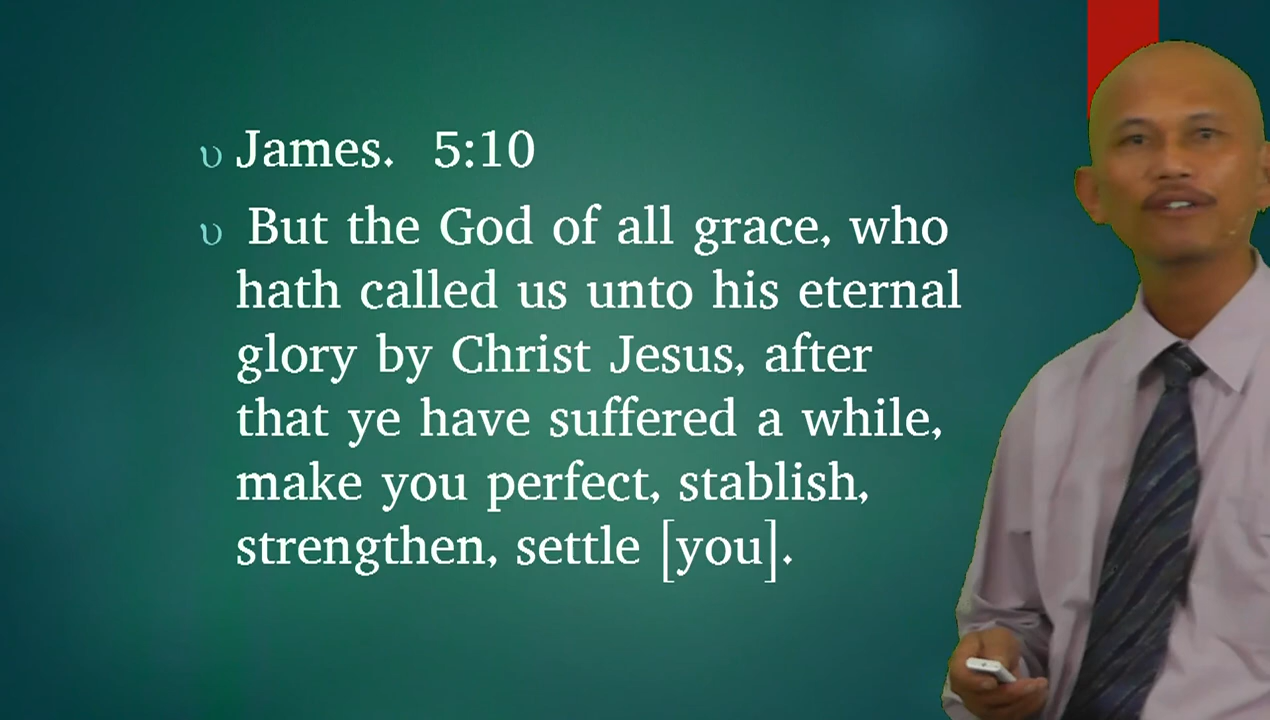 James. 5:10
But the God of all grace, who
hath called us unto his eternal
glory by Christ Jesus, after
that ye have suffered a while,
make you perfect, stablish,
strengthen, settle [you].